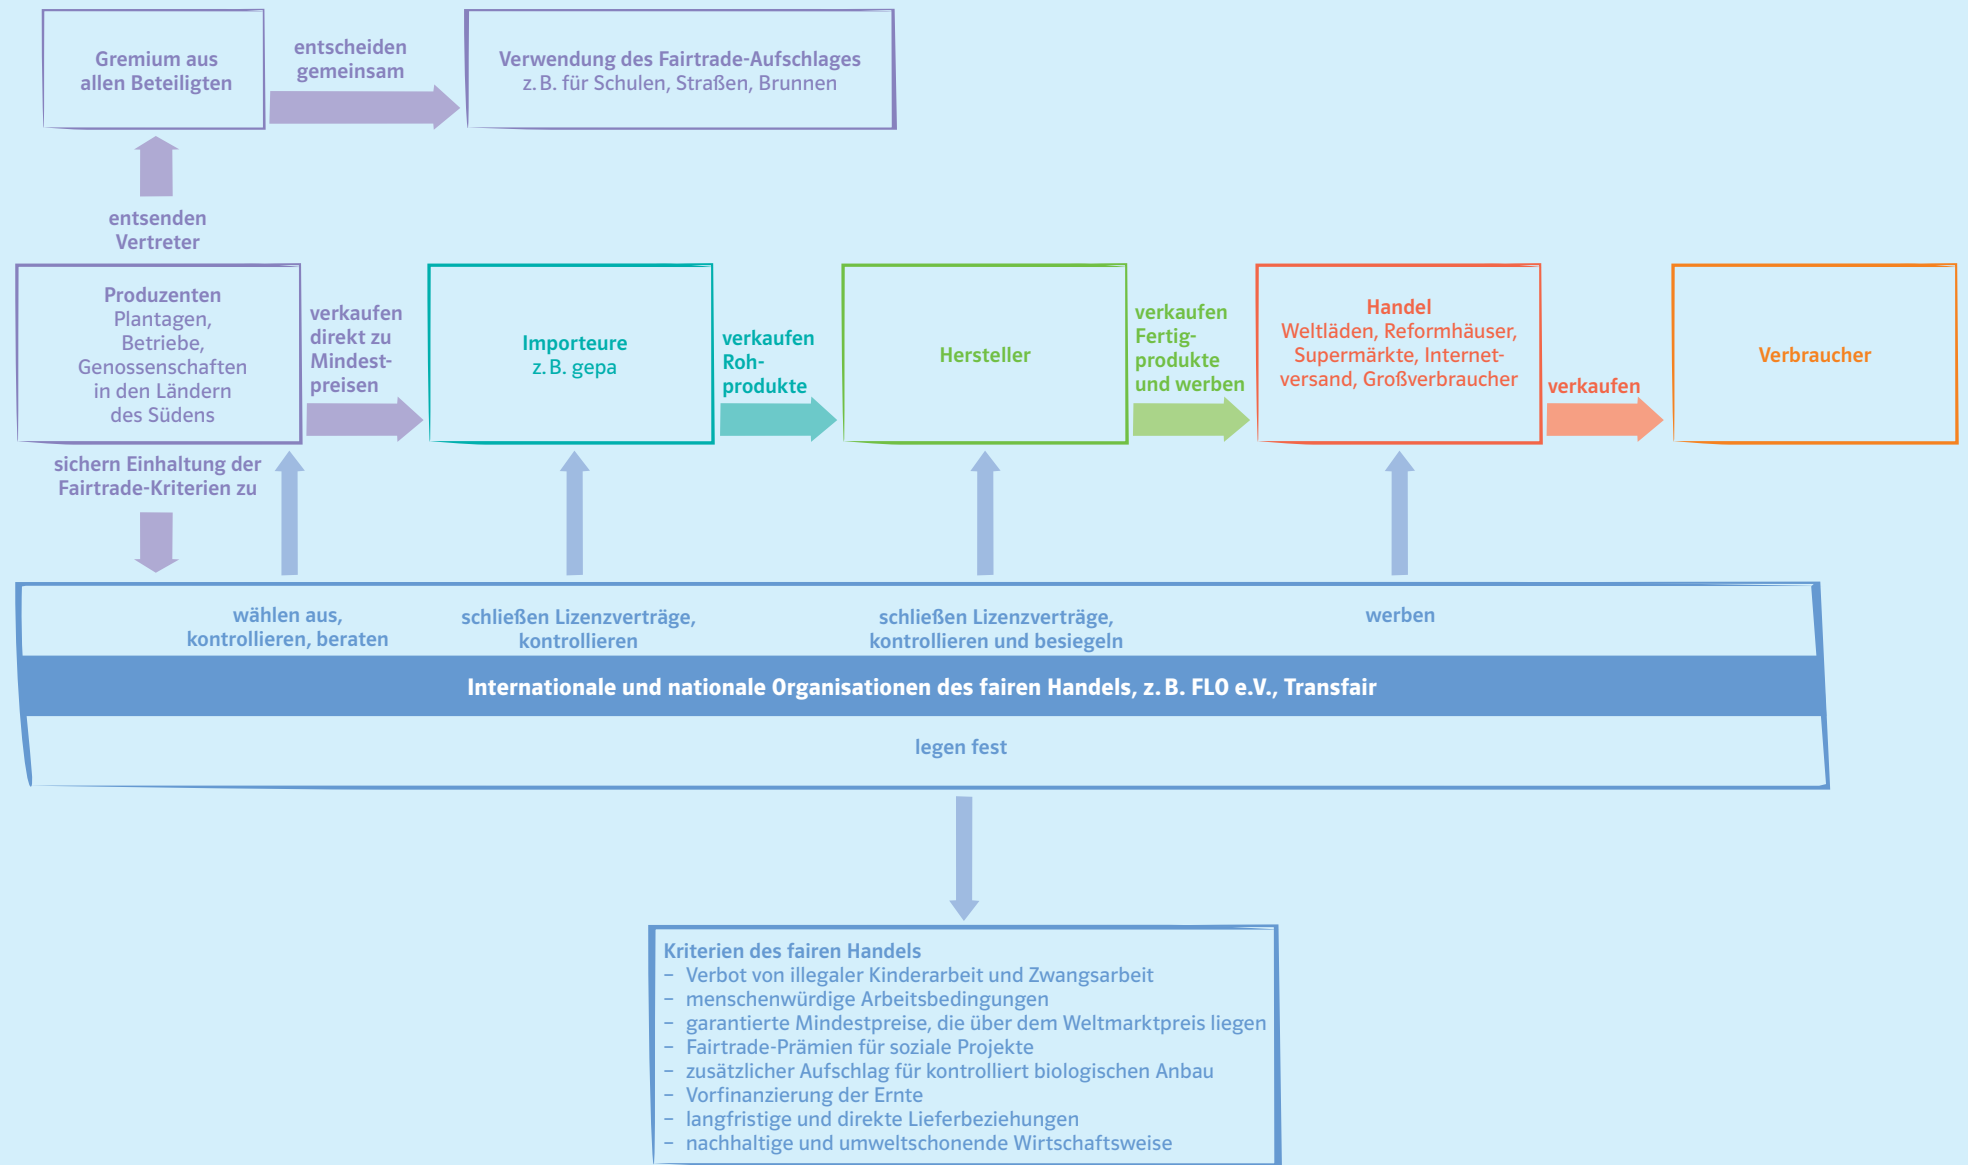 Gremium aus
allen Beteiligten
entscheiden
gemeinsam
Verwendung des Fairtrade-Aufschlages
z. B. für Schulen, Straßen, Brunnen
entsenden
Vertreter
Produzenten
Plantagen,
Betriebe,
Genossenschaften
in den Ländern
des Südens
verkaufen
direkt zu
Mindest-
preisen
Importeure
z. B. gepa
verkaufen
Roh-
produkte
Hersteller
verkaufen
Fertig-
produkte
und werben
Handel
Weltläden, Reformhäuser,
Supermärkte, Internet-
versand, Großverbraucher
verkaufen
Verbraucher
sichern Einhaltung der
Fairtrade-Kriterien zu
wählen aus,
kontrollieren, beraten
schließen Lizenzverträge,
kontrollieren
schließen Lizenzverträge,
kontrollieren und besiegeln
werben
Internationale und nationale Organisationen des fairen Handels, z. B. FLO e.V., Transfair
legen fest
Kriterien des fairen Handels
– Verbot von illegaler Kinderarbeit und Zwangsarbeit
– menschenwürdige Arbeitsbedingungen
– garantierte Mindestpreise, die über dem Weltmarktpreis liegen
– Fairtrade-Prämien für soziale Projekte
– zusätzlicher Aufschlag für kontrolliert biologischen Anbau
– Vorfinanzierung der Ernte
– langfristige und direkte Lieferbeziehungen
– nachhaltige und umweltschonende Wirtschaftsweise